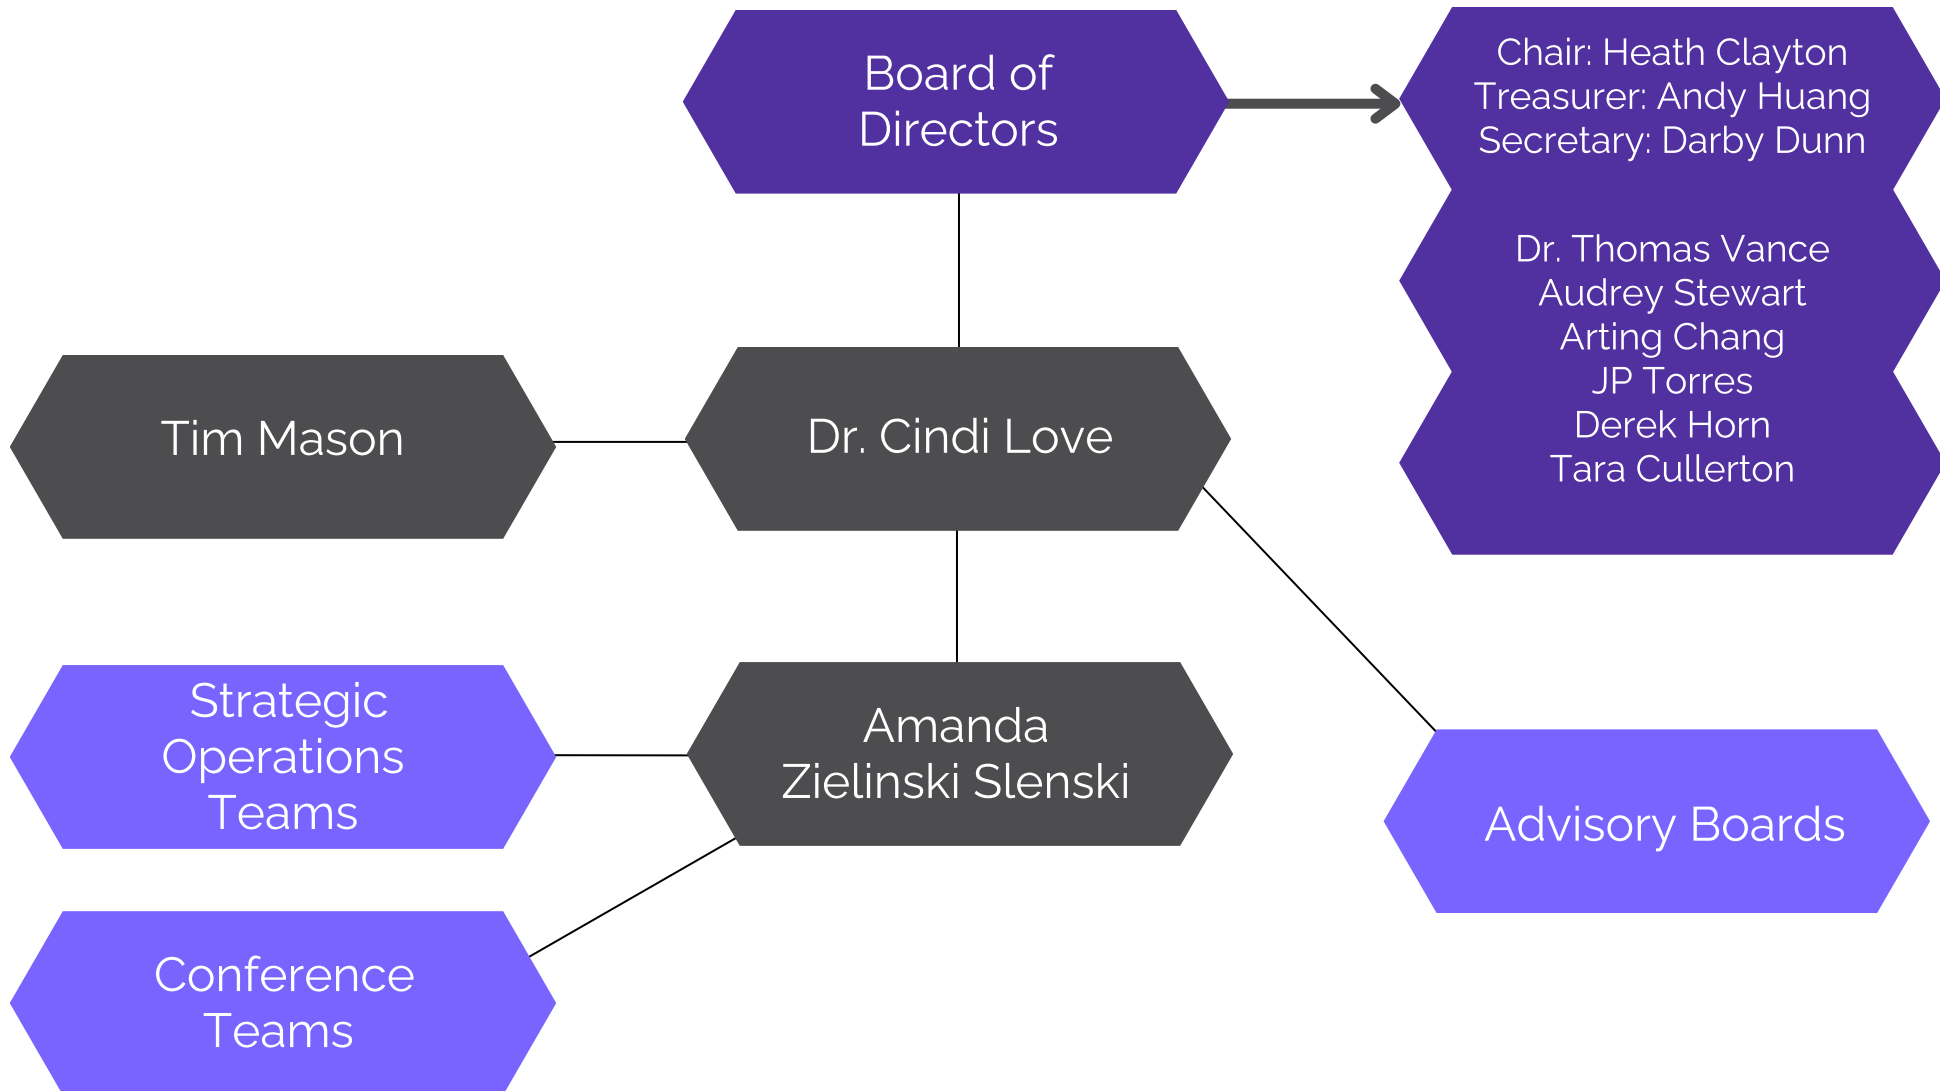 Board of
Directors
Chair: Heath Clayton
Treasurer: Andy Huang
Secretary: Darby Dunn
Dr. Thomas Vance
Audrey Stewart
Arting Chang
JP Torres
Derek Horn
Tara Cullerton
Tim Mason
Dr. Cindi Love
Strategic
Operations
Teams
Amanda
Zielinski Slenski
Advisory Boards
Conference
Teams